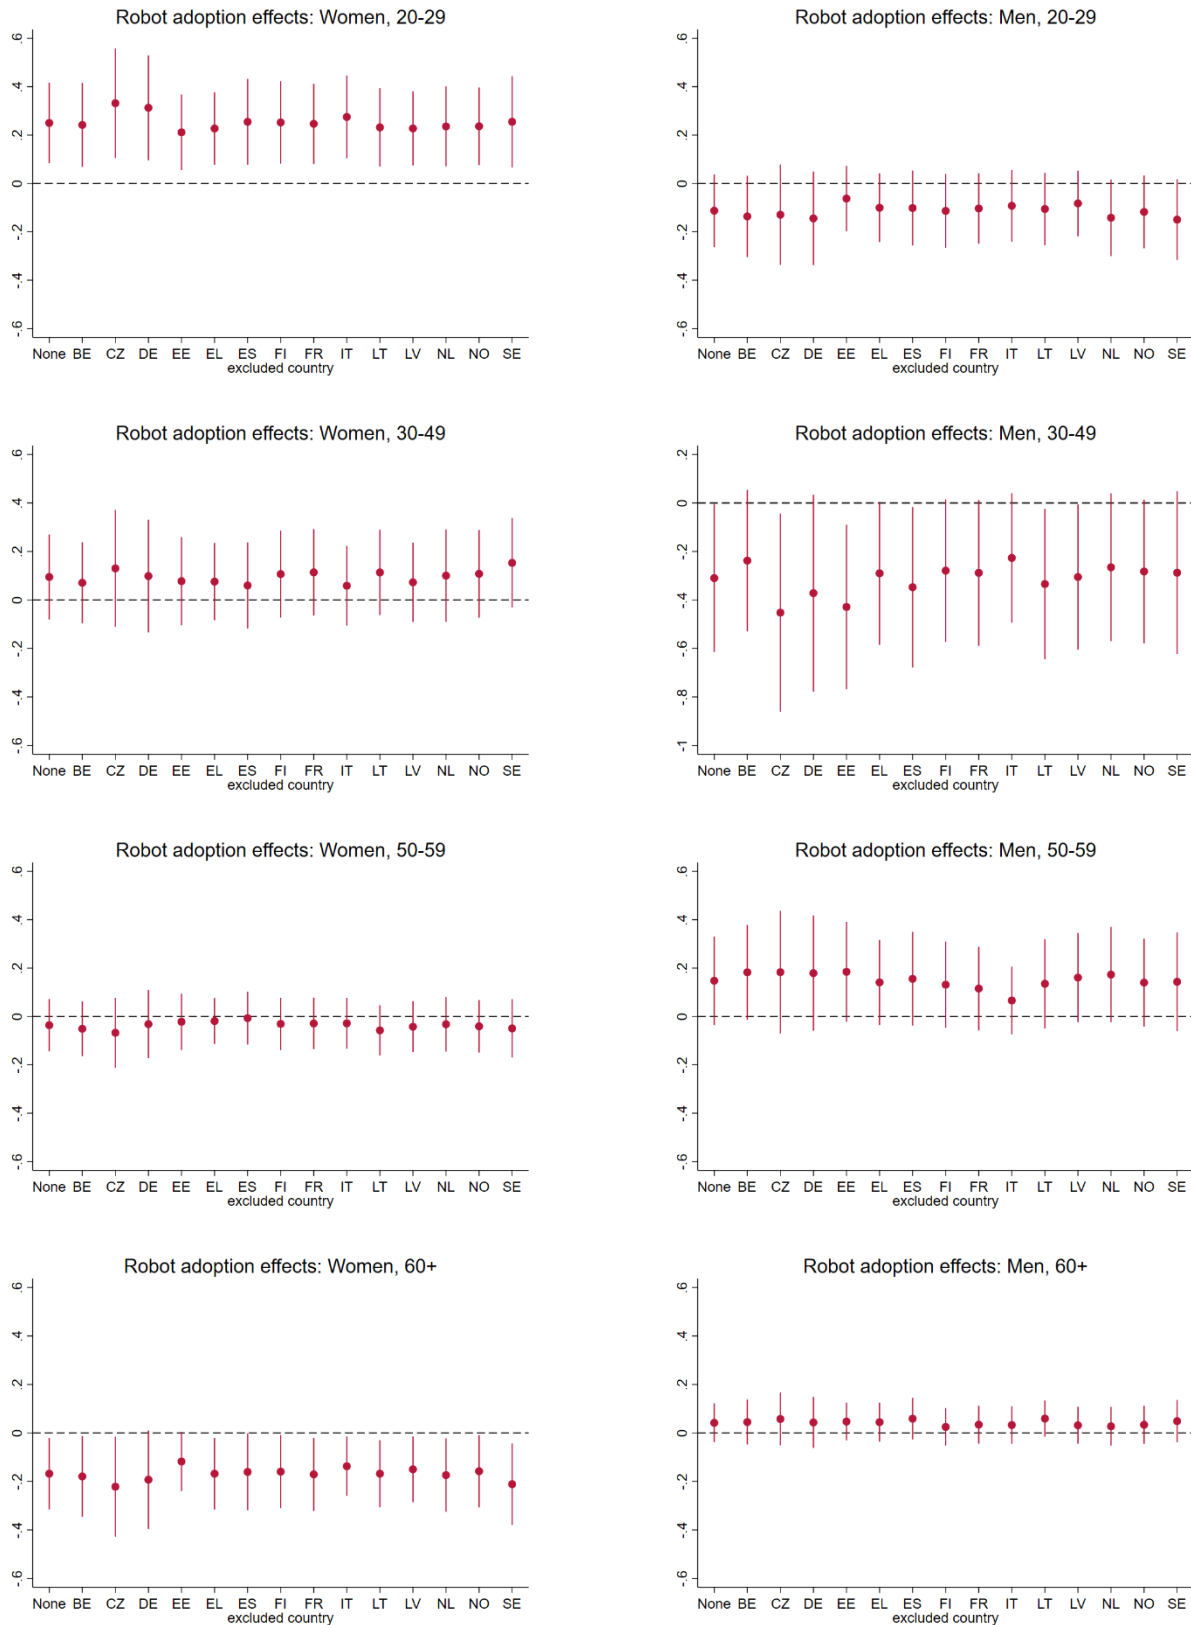 Robot adoption effects: Women, 20-29
.6
.4
.2
0
-.2
-.4
-.6
None BE CZ DE EE EL ES FI FR IT LT LV NL NO SE
excluded country
Robot adoption effects: Men, 20-29
.6
.4
.2
0
-.2
-.4
-.6
None BE CZ DE EE EL ES FI FR IT LT LV NL NO SE
excluded country
Robot adoption effects: Women, 30-49
.6
.4
.2
0
-.2
-.4
-.6
None BE CZ DE EE EL ES FI FR IT LT LV NL NO SE
excluded country
Robot adoption effects: Men, 30-49
.2
0
-.2
-.4
-.6
-.8
-1
None BE CZ DE EE EL ES FI FR IT LT LV NL NO SE
excluded country
Robot adoption effects: Women, 50-59
.6
.4
.2
0
-.2
-.4
-.6
None BE CZ DE EE EL ES FI FR IT LT LV NL NO SE
excluded country
Robot adoption effects: Men, 50-59
.6
.4
.2
0
-.2
-.4
-.6
None BE CZ DE EE EL ES FI FR IT LT LV NL NO SE
excluded country
Robot adoption effects: Women, 60+
.6
.4
.2
0
-.2
-.4
-.6
None BE CZ DE EE EL ES FI FR IT LT LV NL NO SE
excluded country
Robot adoption effects: Men, 60+
.6
.4
.2
0
-.2
-.4
-.6
None BE CZ DE EE EL ES FI FR IT LT LV NL NO SE
excluded country